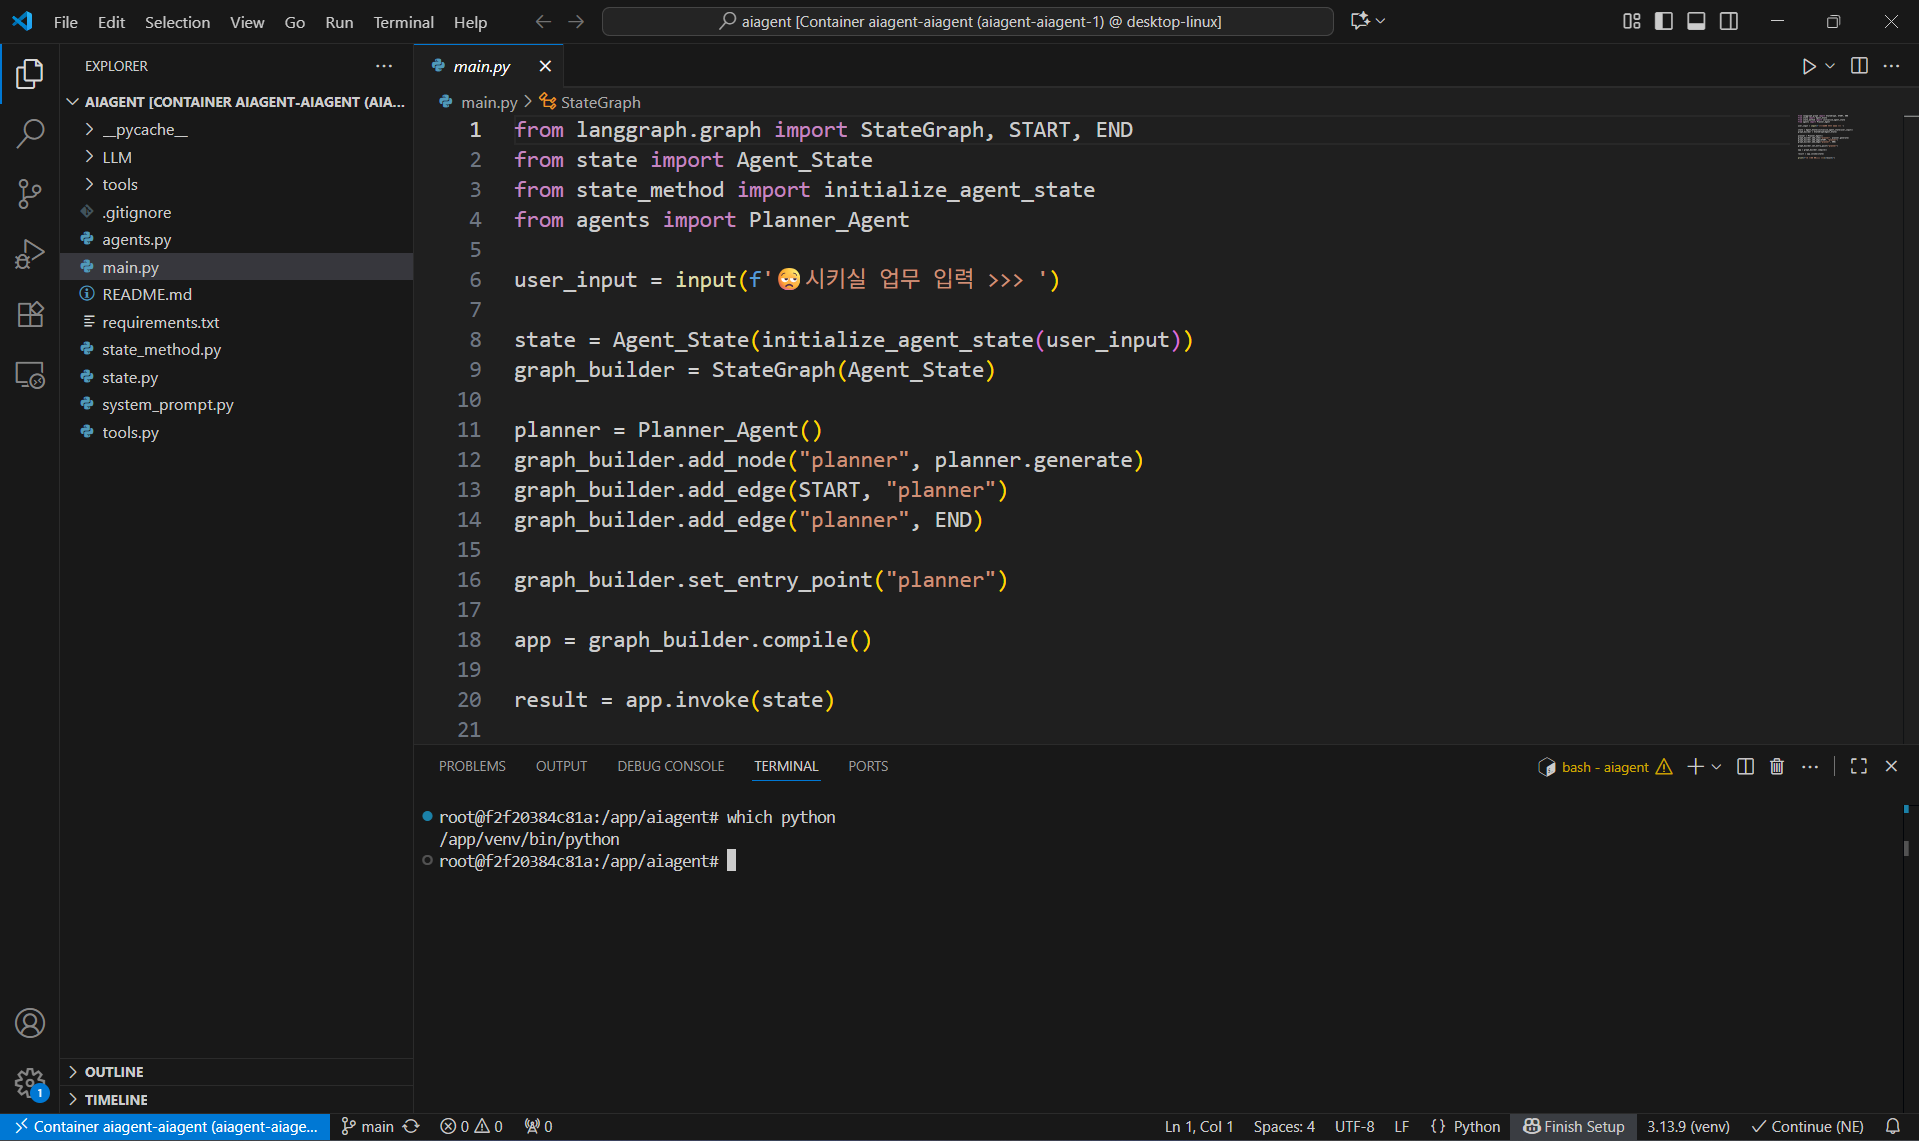 File Edit Selection View Go Run Terminal Help
aiagent [Container aiagent-aiagent (aiagent-aiagent-1) @ desktop-linux]
EXPLORER
AIAGENT [CONTAINER AIAGENT-AIAGENT (AIA...
__pycache__
LLM
tools
.gitignore
agents.py
main.py
README.md
requirements.txt
state_method.py
state.py
system_prompt.py
tools.py
OUTLINE
TIMELINE
main.py
main.py > StateGraph
1 from langgraph.graph import StateGraph, START, END
2 from state import Agent_State
3 from state_method import initialize_agent_state
4 from agents import Planner_Agent
5
6 user_input = input(f'😒시키실 업무 입력 >>> ')
7
8 state = Agent_State(initialize_agent_state(user_input))
9 graph_builder = StateGraph(Agent_State)
10
11 planner = Planner_Agent()
12 graph_builder.add_node("planner", planner.generate)
13 graph_builder.add_edge(START, "planner")
14 graph_builder.add_edge("planner", END)
15
16 graph_builder.set_entry_point("planner")
17
18 app = graph_builder.compile()
19
20 result = app.invoke(state)
21
PROBLEMS OUTPUT DEBUG CONSOLE TERMINAL PORTS
bash - aiagent
root@f2f20384c81a:/app/aiagent# which python
/app/venv/bin/python
root@f2f20384c81a:/app/aiagent#
1
Container aiagent-aiagent (aiagent-aiage... main 0 0 0 Ln 1, Col 1 Spaces: 4 UTF-8 LF {} Python Finish Setup 3.13.9 (venv) Continue (NE)